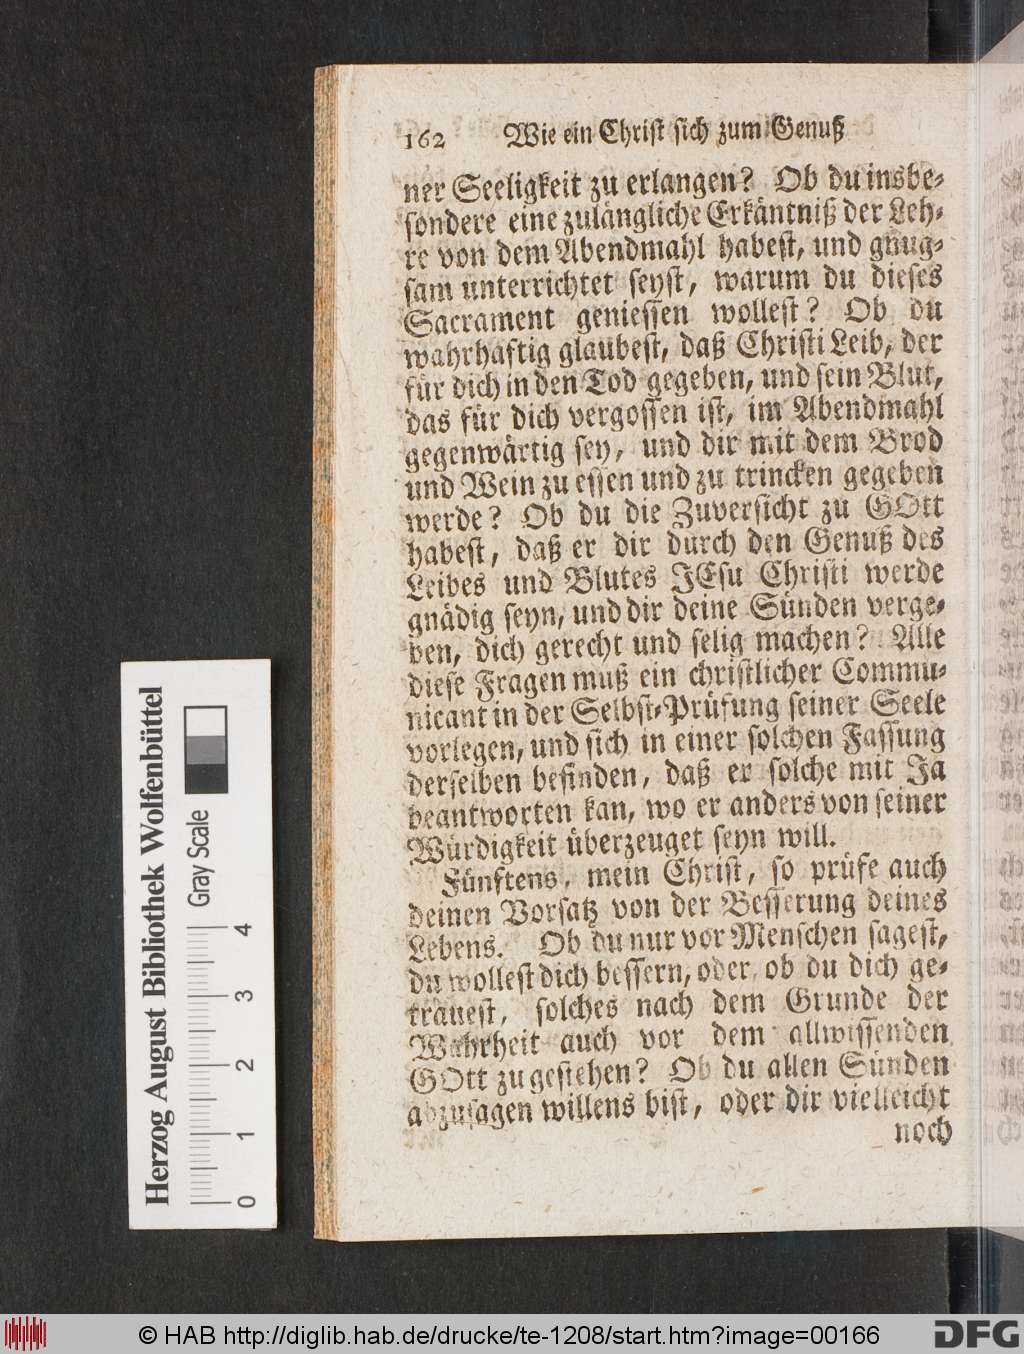 162 Wie ein Christ sich zum Genuß
ner Seeligkeit zu erlangen? Ob du insbe-
sondere eine zulängliche Erkäntniß der Leh-
re von dem Abendmahl habest, und gnug-
sam unterrichtet seyst, warum du dieses
Sacrament geniessen wollest? Ob du
wahrhaftig glaubest, daß Christi Leib, der
für dich in den Tod gegeben, und sein Blut,
das für dich vergossen ist, im Abendmahl
gegenwärtig sey, und dir mit dem Brod
und Wein zu essen und zu trincken gegeben
werde? Ob du die Zuversicht zu GOtt
habest, daß er dir durch den Genuß des
Leibes und Blutes JEsu Christi werde
gnädig seyn, und dir deine Sünden verge-
ben, dich gerecht und selig machen? Alle
diese Fragen muß ein christlicher Commu-
nicant in der Selbst-Prüfung seiner Seele
vorlegen, und sich in einer solchen Fassung
derselben befinden, daß er solche mit Ja
beantworten kan, wo er anders von seiner
Würdigkeit überzeuget seyn will.
Fünftens, mein Christ, so prüfe auch
deinen Vorsatz von der Besserung deines
Lebens. Ob du nur vor Menschen sagest,
du wollest dich bessern, oder ob du dich ge-
träuest, solches nach dem Grunde der
Wahrheit auch vor dem allwissenden
GOtt zu gestehen? Ob du allen Sünden
abzusagen willens bist, oder dir vielleicht
noch
Herzog August Bibliothek Wolfenbüttel
Gray Scale
0 1 2 3 4
© HAB http://diglib.hab.de/drucke/te-1208/start.htm?image=00166
DFG